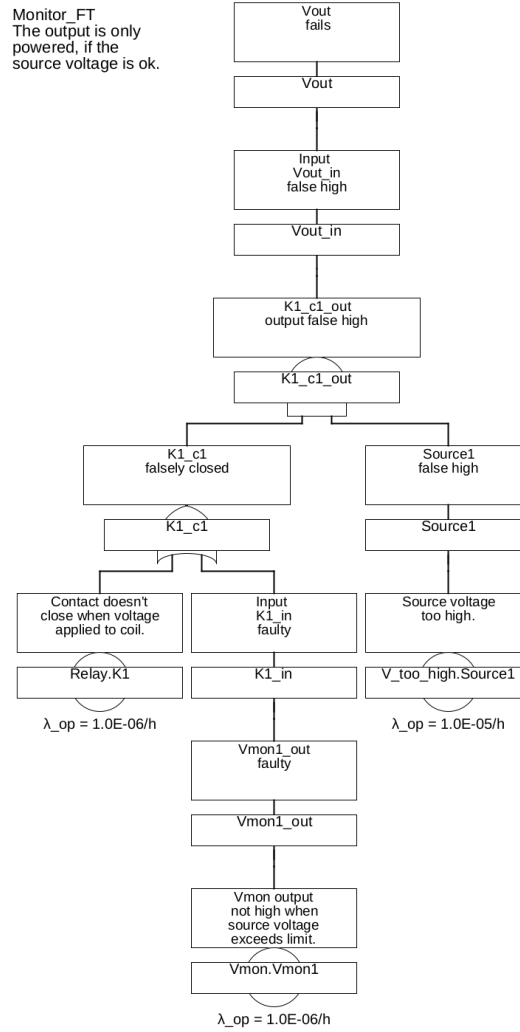 Monitor_FT
The output is only
powered, if the
source voltage is ok.
Vout
fails
Vout
Input
Vout_in
false high
Vout_in
K1_c1_out
output false high
K1_c1_out
K1_c1
falsely closed
K1_c1
Source1
false high
Source1
Contact doesn't
close when voltage
applied to coil.
Relay.K1
λ_op = 1.0E-06/h
Input
K1_in
faulty
K1_in
Source voltage
too high.
V_too_high.Source1
λ_op = 1.0E-05/h
Vmon1_out
faulty
Vmon1_out
Vmon output
not high when
source voltage
exceeds limit.
Vmon.Vmon1
λ_op = 1.0E-06/h